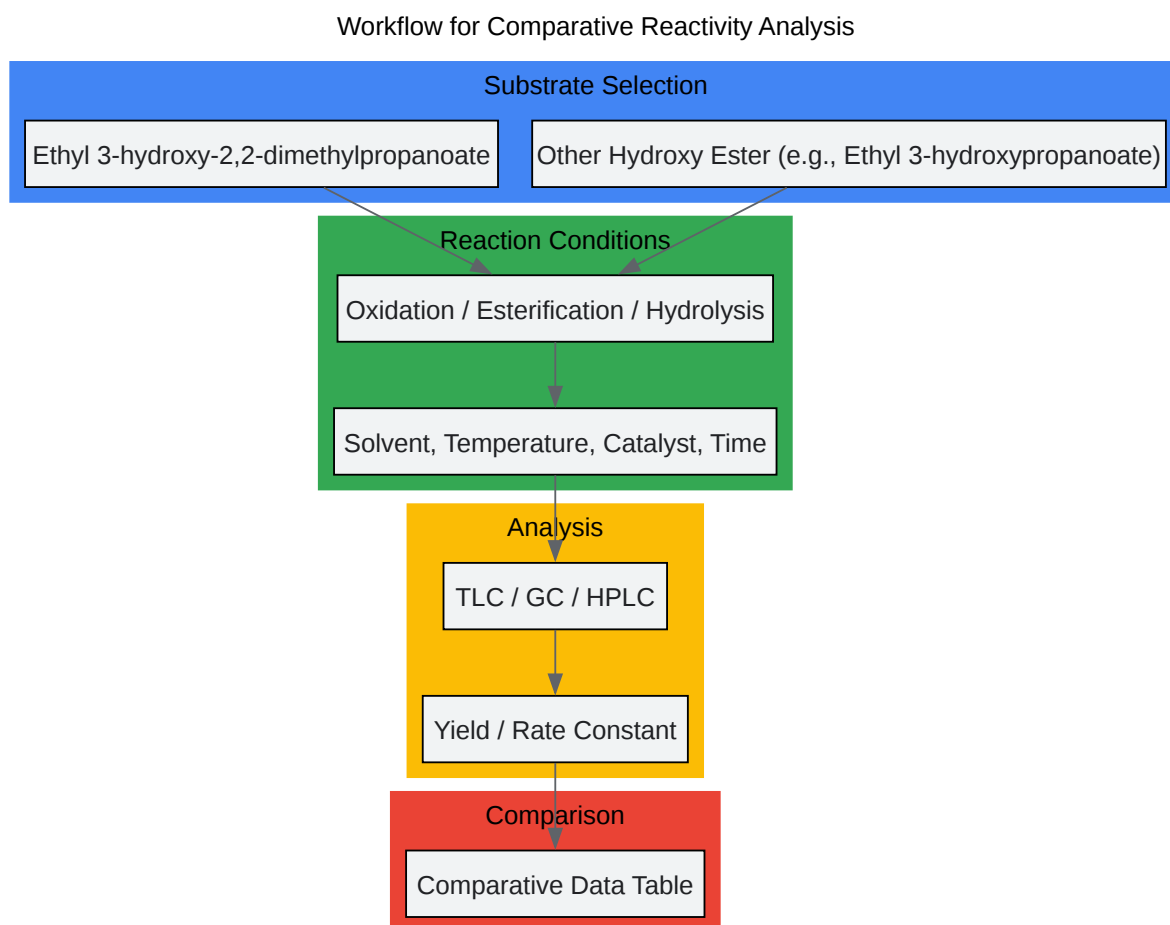 Workflow for Comparative Reactivity Analysis
Substrate Selection
Ethyl 3-hydroxy-2,2-dimethylpropanoate
Other Hydroxy Ester (e.g., Ethyl 3-hydroxypropanoate)
Reaction Conditions
Oxidation / Esterification / Hydrolysis
Solvent, Temperature, Catalyst, Time
Analysis
TLC / GC / HPLC
Yield / Rate Constant
Comparison
Comparative Data Table